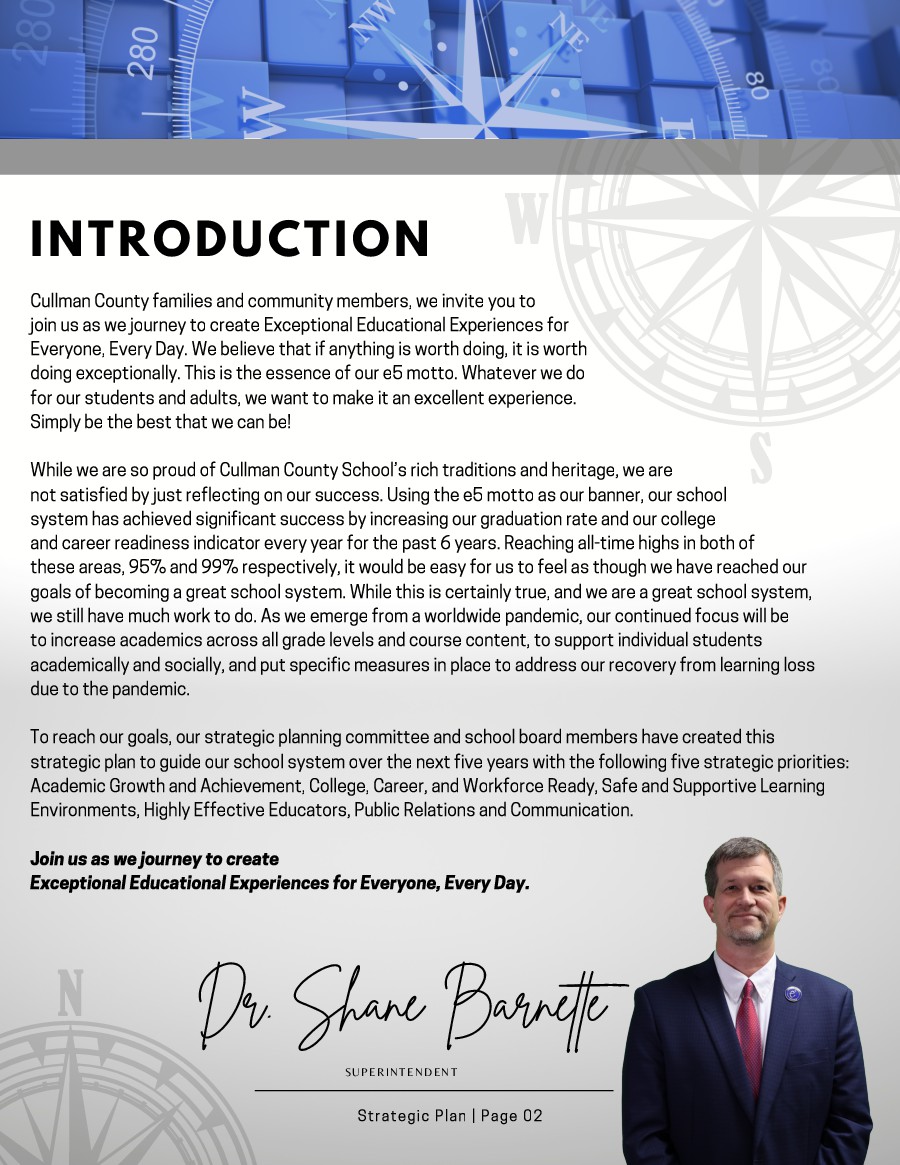 280
280
NW
NE
NE
W
W
E
80
80
W
INTRODUCTION
Cullman County families and community members, we invite you to
join us as we journey to create Exceptional Educational Experiences for
Everyone, Every Day. We believe that if anything is worth doing, it is worth
doing exceptionally. This is the essence of our e5 motto. Whatever we do
for our students and adults, we want to make it an excellent experience.
Simply be the best that we can be!
S
While we are so proud of Cullman County School's rich traditions and heritage, we are
not satisfied by just reflecting on our success. Using the e5 motto as our banner, our school
system has achieved significant success by increasing our graduation rate and our college
and career readiness indicator every year for the past 6 years. Reaching all-time highs in both of
these areas, 95% and 99% respectively, it would be easy for us to feel as though we have reached our
goals of becoming a great school system. While this is certainly true, and we are a great school system,
we still have much work to do. As we emerge from a worldwide pandemic, our continued focus will be
to increase academics across all grade levels and course content, to support individual students
academically and socially, and put specific measures in place to address our recovery from learning loss
due to the pandemic.
To reach our goals, our strategic planning committee and school board members have created this
strategic plan to guide our school system over the next five years with the following five strategic priorities:
Academic Growth and Achievement, College, Career, and Workforce Ready, Safe and Supportive Learning
Environments, Highly Effective Educators, Public Relations and Communication.
Join us as we journey to create
Exceptional Educational Experiences for Everyone, Every Day.
N
Dr. Shane Barnette
SUPERINTENDENT
Strategic Plan | Page 02